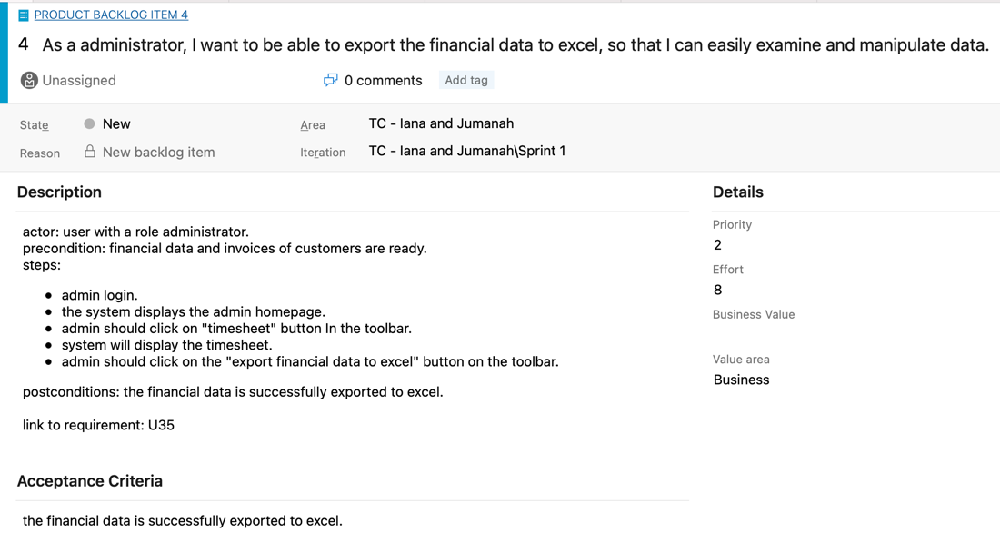 PRODUCT BACKLOG ITEM 4
4 As a administrator, I want to be able to export the financial data to excel, so that I can easily examine and manipulate data.
Unassigned 0 comments Add tag
State New Area TC - lana and Jumanah
Reason New backlog item Iteration TC - lana and Jumanah\Sprint 1
Description
actor: user with a role administrator.
precondition: financial data and invoices of customers are ready.
steps:
admin login.
the system displays the admin homepage.
admin should click on "timesheet" button In the toolbar.
system will display the timesheet.
admin should click on the "export financial data to excel" button on the toolbar.
postconditions: the financial data is successfully exported to excel.
link to requirement: U35
Acceptance Criteria
the financial data is successfully exported to excel.
Details
Priority
2
Effort
8
Business Value
Value area
Business